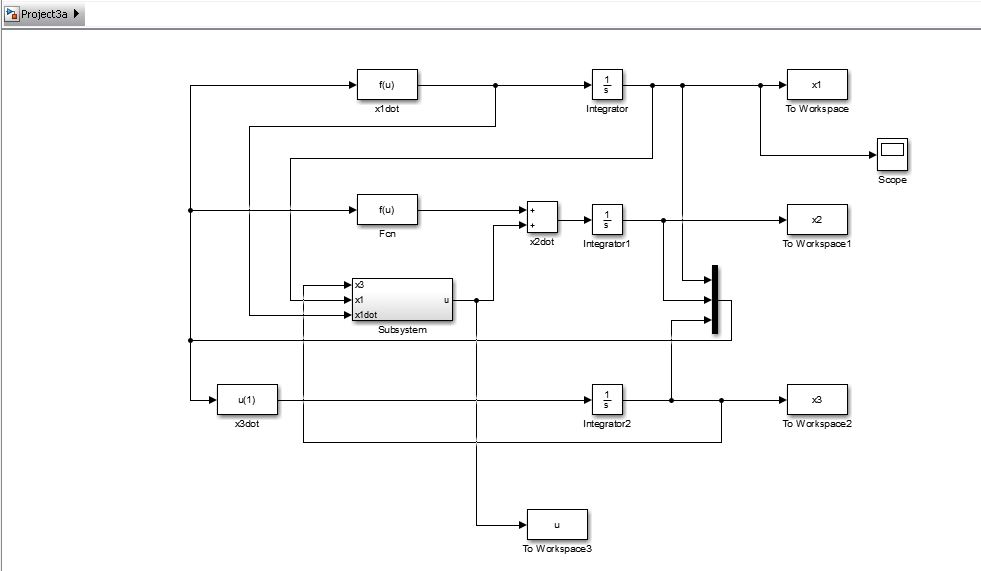 Project3a
f(u)
x1dot
1
s
Integrator
x1
To Workspace
Scope
f(u)
Fcn
+
+
x2dot
1
s
Integrator1
x2
To Workspace1
x3
x1
x1dot
u
Subsystem
u(1)
x3dot
1
s
Integrator2
x3
To Workspace2
u
To Workspace3